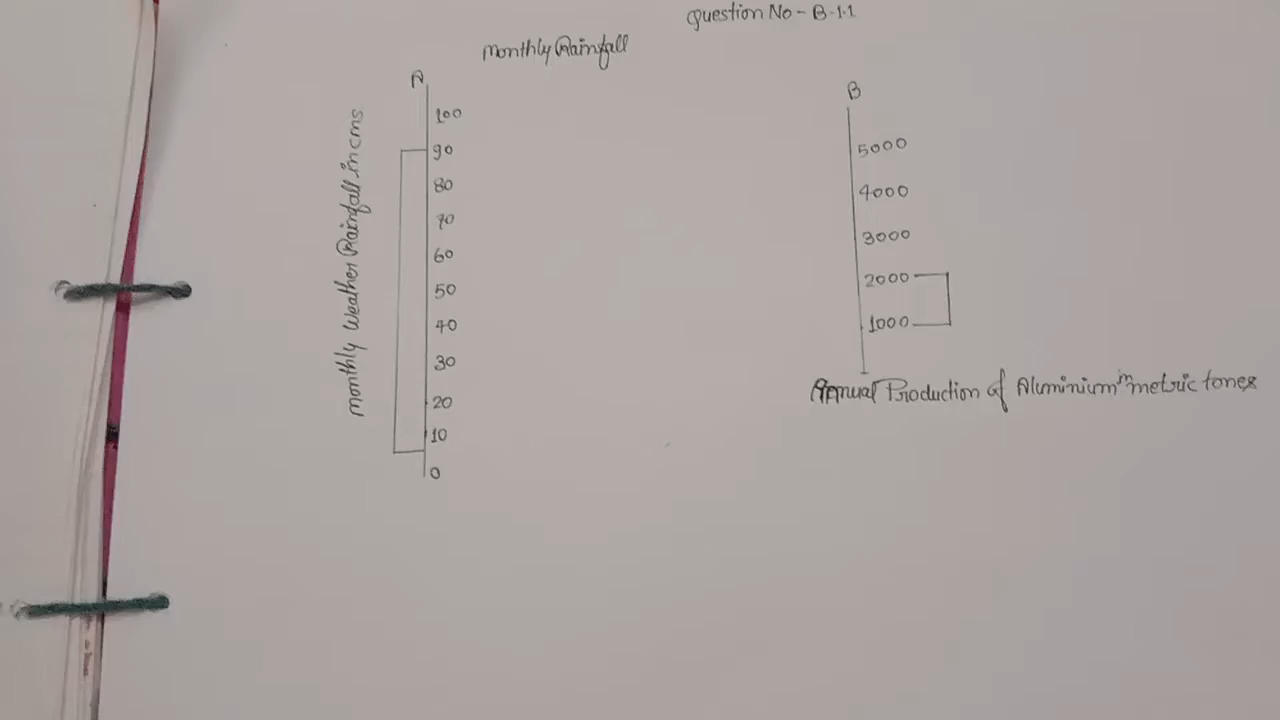 Question No - B-1.1
Monthly Rainfall
A
100
90
80
70
60
50
40
30
20
10
0
Monthly Weather Rainfall in cms
B
5000
4000
3000
2000
1000
Annual Production of Aluminium in metric tones